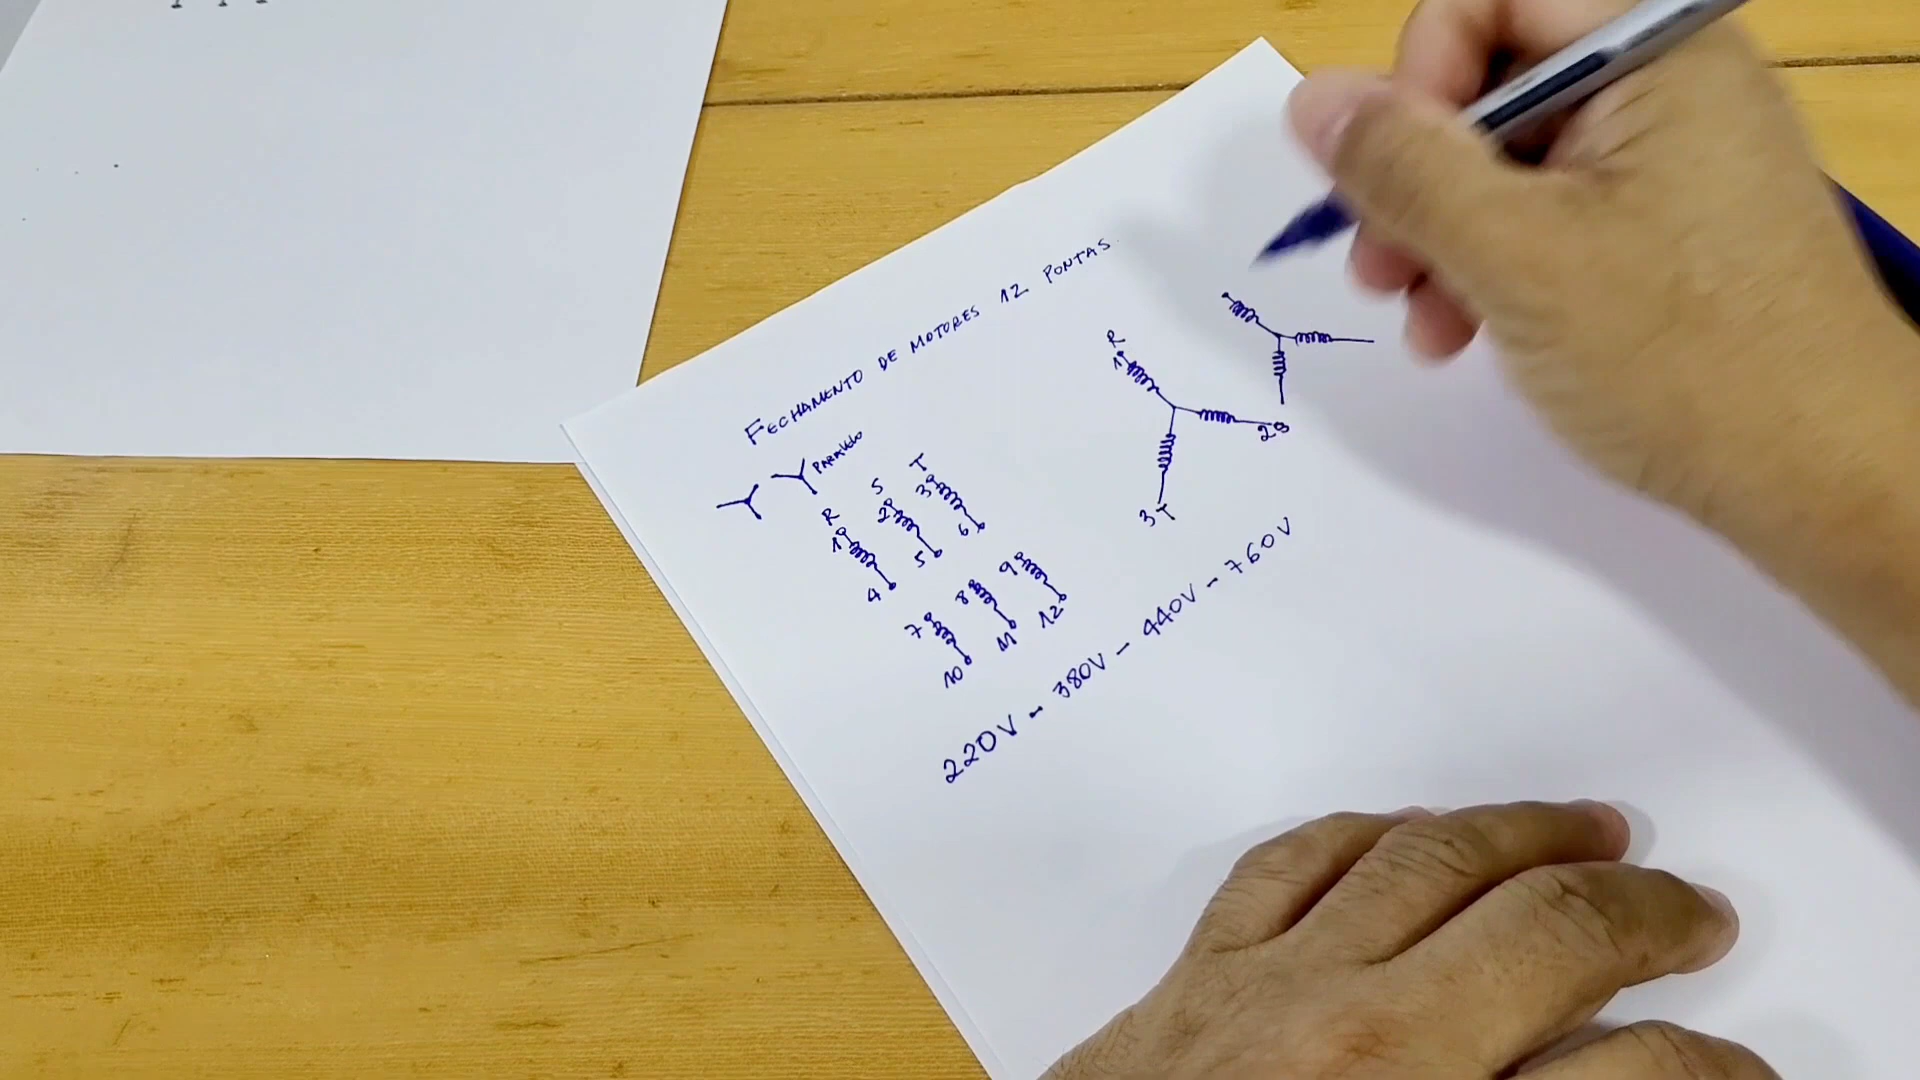 FECHAMENTO DE MOTORES 12 PONTAS.
PARALELO
R S T
1 2 3
4 5 6
7 8 9
10 11 12
R
1
2 S
3 T
220V - 380V - 440V - 760V